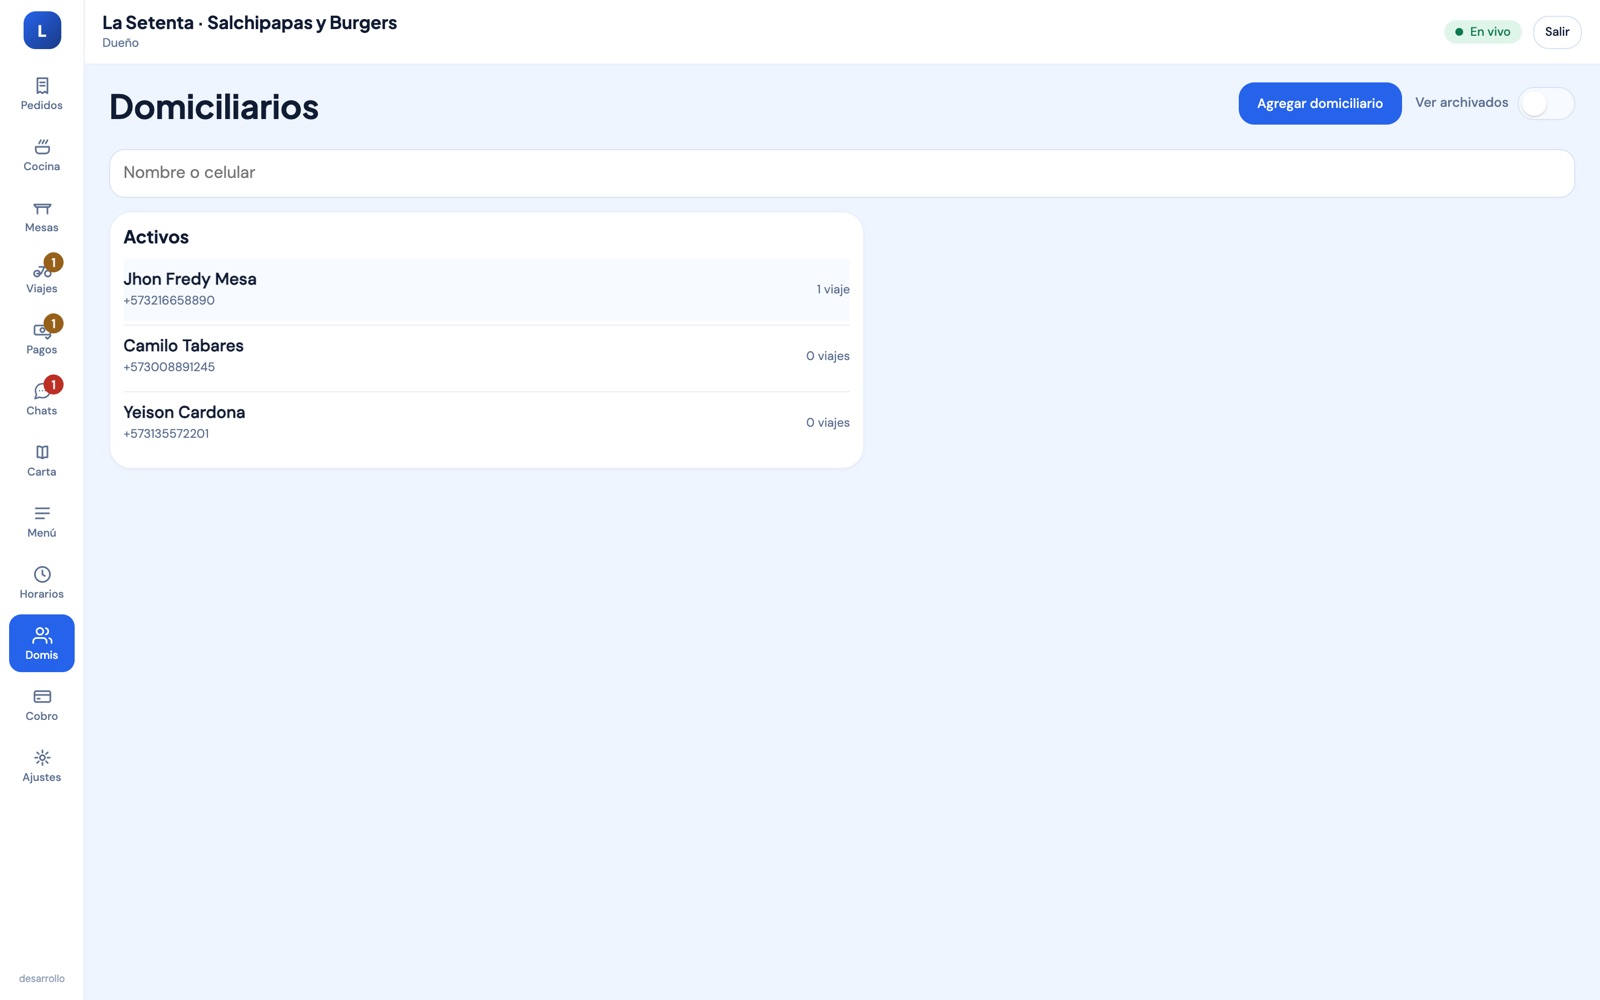 L
La Setenta · Salchipapas y Burgers
Dueño
En vivo
Salir
Pedidos
Cocina
Mesas
1
Viajes
1
Pagos
1
Chats
Carta
Menú
Horarios
Domis
Cobro
Ajustes
desarrollo
Domiciliarios
Agregar domiciliario
Ver archivados
Nombre o celular
Activos
Jhon Fredy Mesa
+573216658890
1 viaje
Camilo Tabares
+573008891245
0 viajes
Yeison Cardona
+573135572201
0 viajes